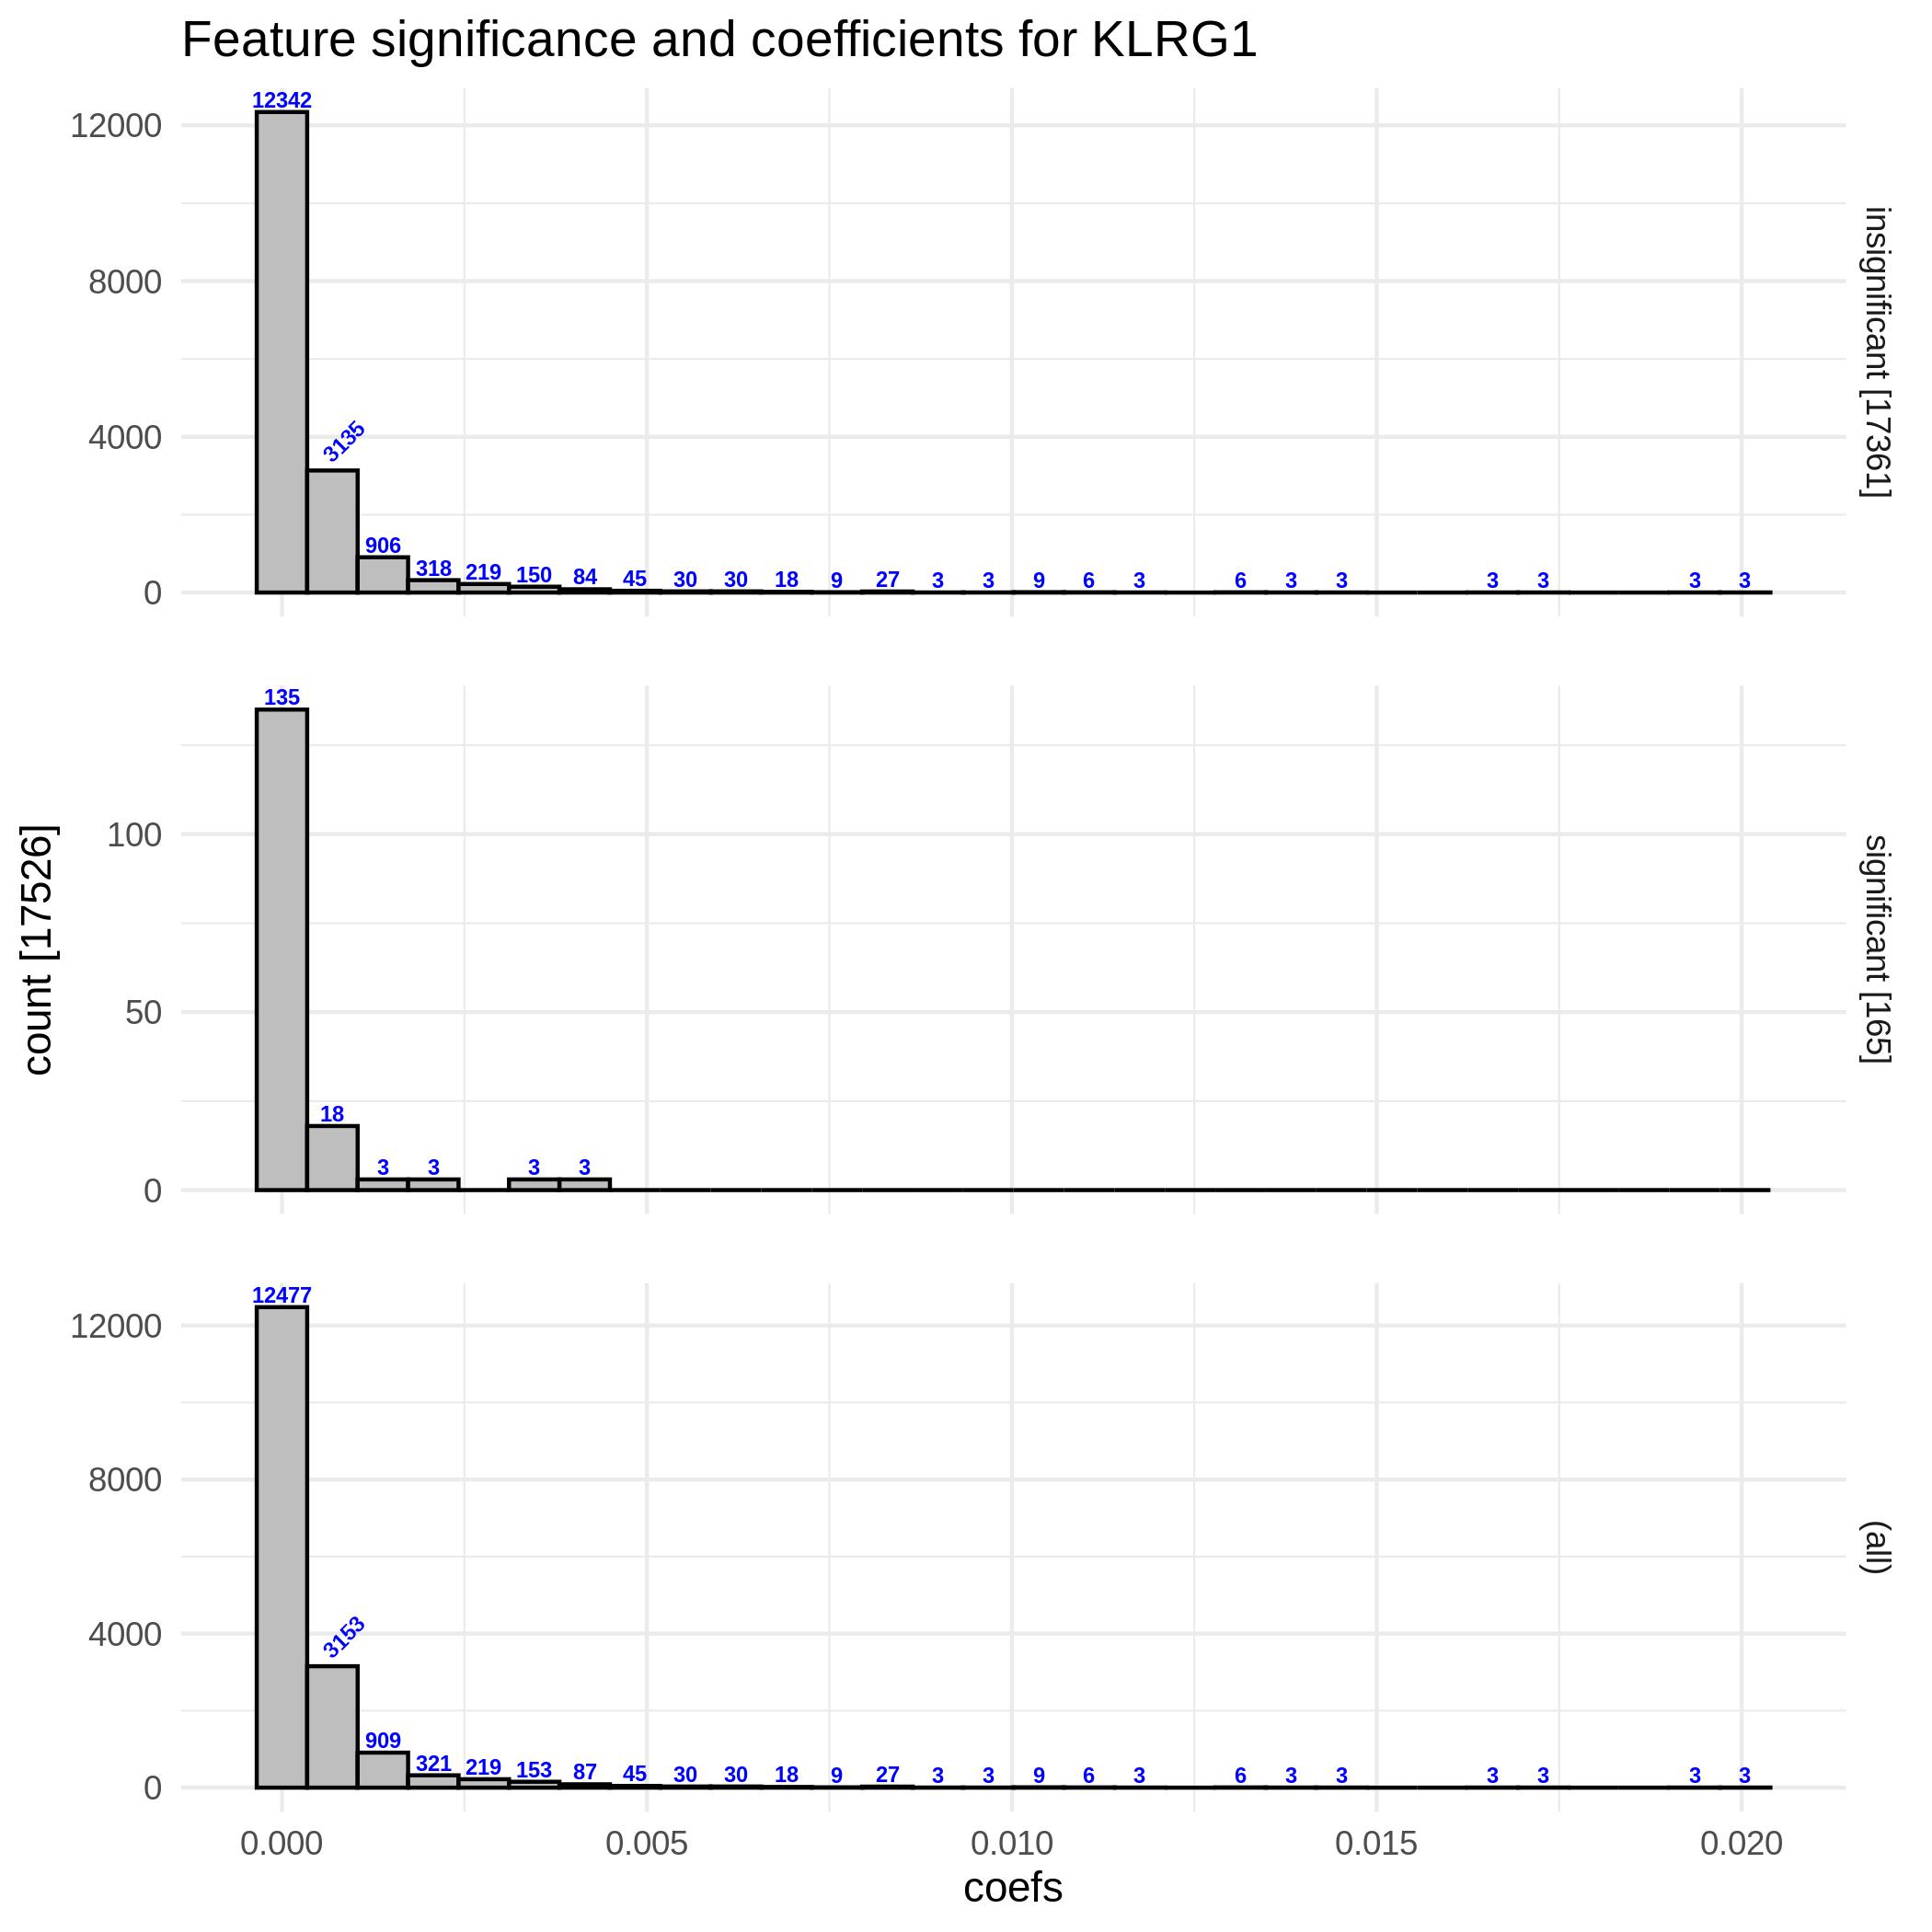 Feature significance and coefficients for KLRG1
12342
12000
8000
4000
0
3135
906
318 219 150 84 45 30 30 18 9 27 3 3 9 6 3 6 3 3 3 3 3 3
insignificant [17361]
135
100
50
0
18
3 3 3 3
significant [165]
count [17526]
12477
12000
8000
4000
0
3153
909
321 219 153 87 45 30 30 18 9 27 3 3 9 6 3 6 3 3 3 3 3 3
(all)
0.000 0.005 0.010 0.015 0.020
coefs